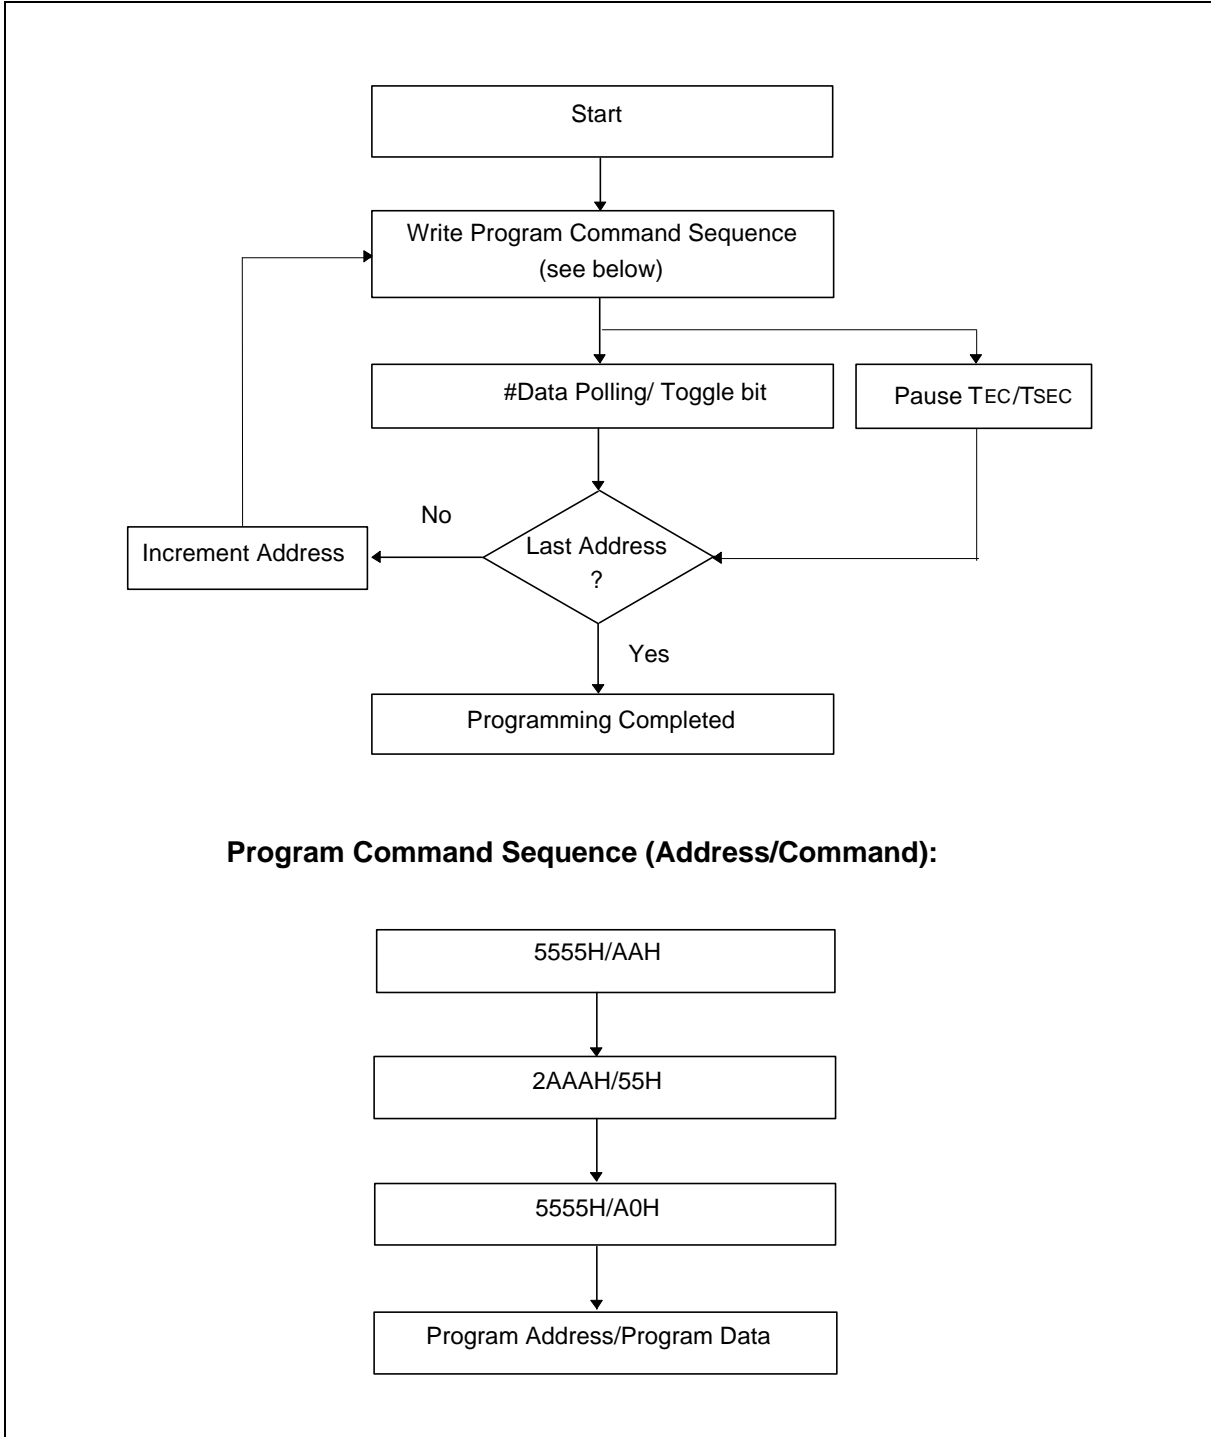 Start
Write Program Command Sequence
(see below)
#Data Polling/ Toggle bit
Pause TEC/TSEC
No
Increment Address
Last Address
?
Yes
Programming Completed
Program Command Sequence (Address/Command):
5555H/AAH
2AAAH/55H
5555H/A0H
Program Address/Program Data